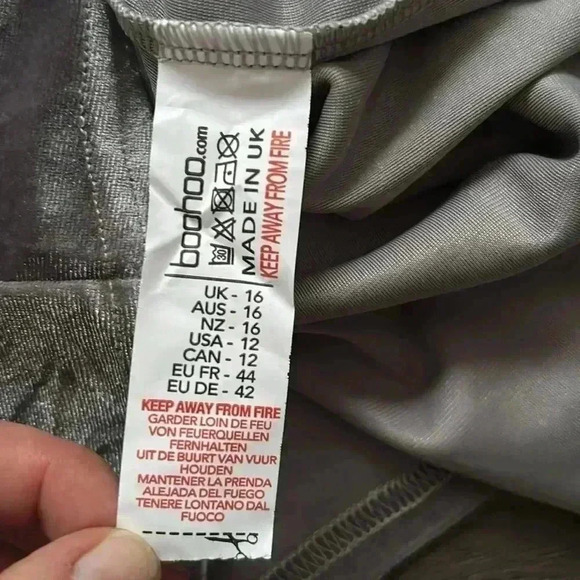 boohoo.com
30
MADE IN UK
KEEP AWAY FROM FIRE
UK - 16
AUS - 16
NZ - 16
USA - 12
CAN - 12
EU FR - 44
EU DE - 42
KEEP AWAY FROM FIRE
GARDER LOIN DE FEU
VON FEUERQUELLEN
FERNHALTEN
UIT DE BUURT VAN VUUR
HOUDEN
MANTENER LA PRENDA
ALEJADA DEL FUEGO
TENERE LONTANO DAL
FUOCO